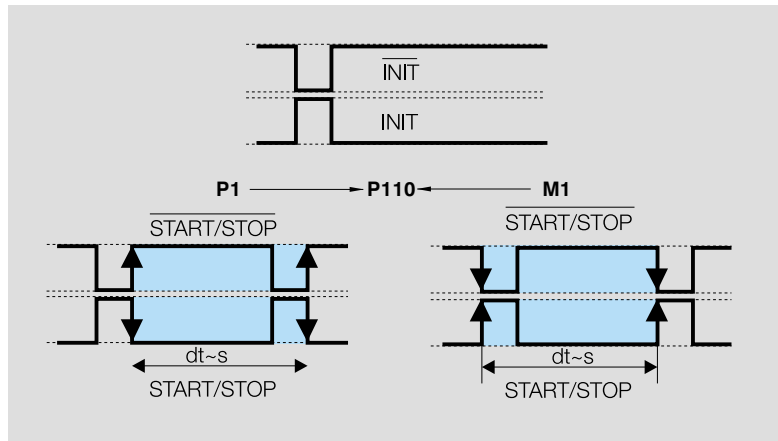 INIT
INIT
P1 P110 M1
START/STOP START/STOP
dt~s dt~s
START/STOP START/STOP